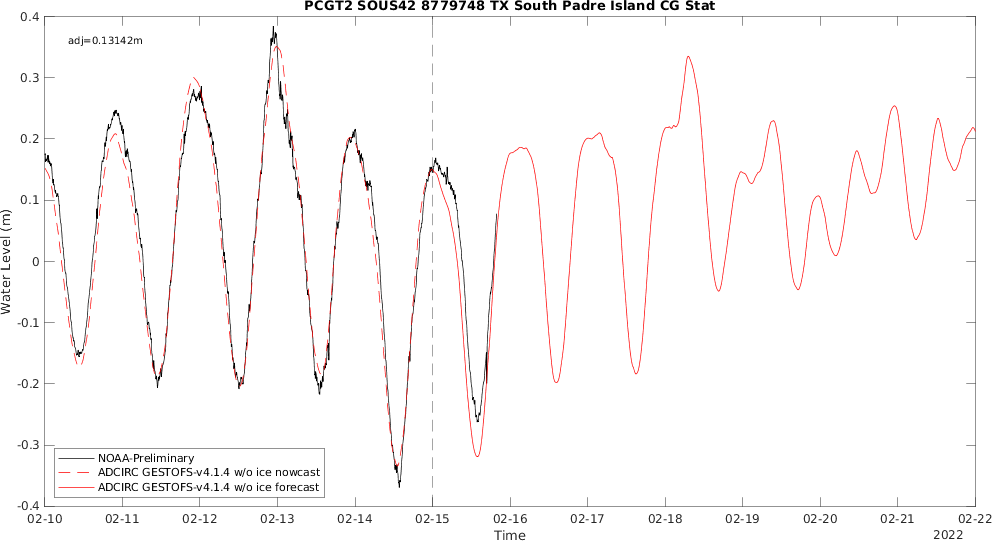 PCGT2 SOUS42 8779748 TX South Padre Island CG Stat
adj=0.13142m
0.4
0.3
0.2
0.1
0
-0.1
-0.2
-0.3
-0.4
Water Level (m)
NOAA-Preliminary
ADCIRC GESTOFS-v4.1.4 w/o ice nowcast
ADCIRC GESTOFS-v4.1.4 w/o ice forecast
02-10 02-11 02-12 02-13 02-14 02-15 02-16 02-17 02-18 02-19 02-20 02-21 02-22
Time
2022